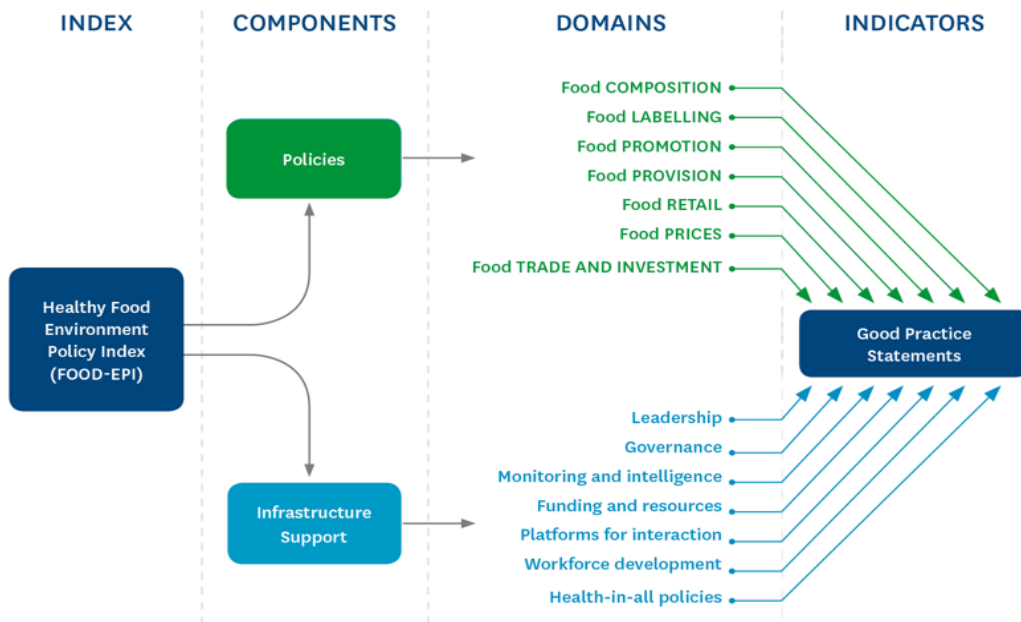 INDEX
COMPONENTS
DOMAINS
INDICATORS
Food COMPOSITION
Food LABELLING
Food PROMOTION
Food PROVISION
Food RETAIL
Food PRICES
Food TRADE AND INVESTMENT
Policies
Healthy Food
Environment
Policy Index
(FOOD-EPI)
Good Practice
Statements
Infrastructure
Support
Leadership
Governance
Monitoring and intelligence
Funding and resources
Platforms for interaction
Workforce development
Health-in-all policies